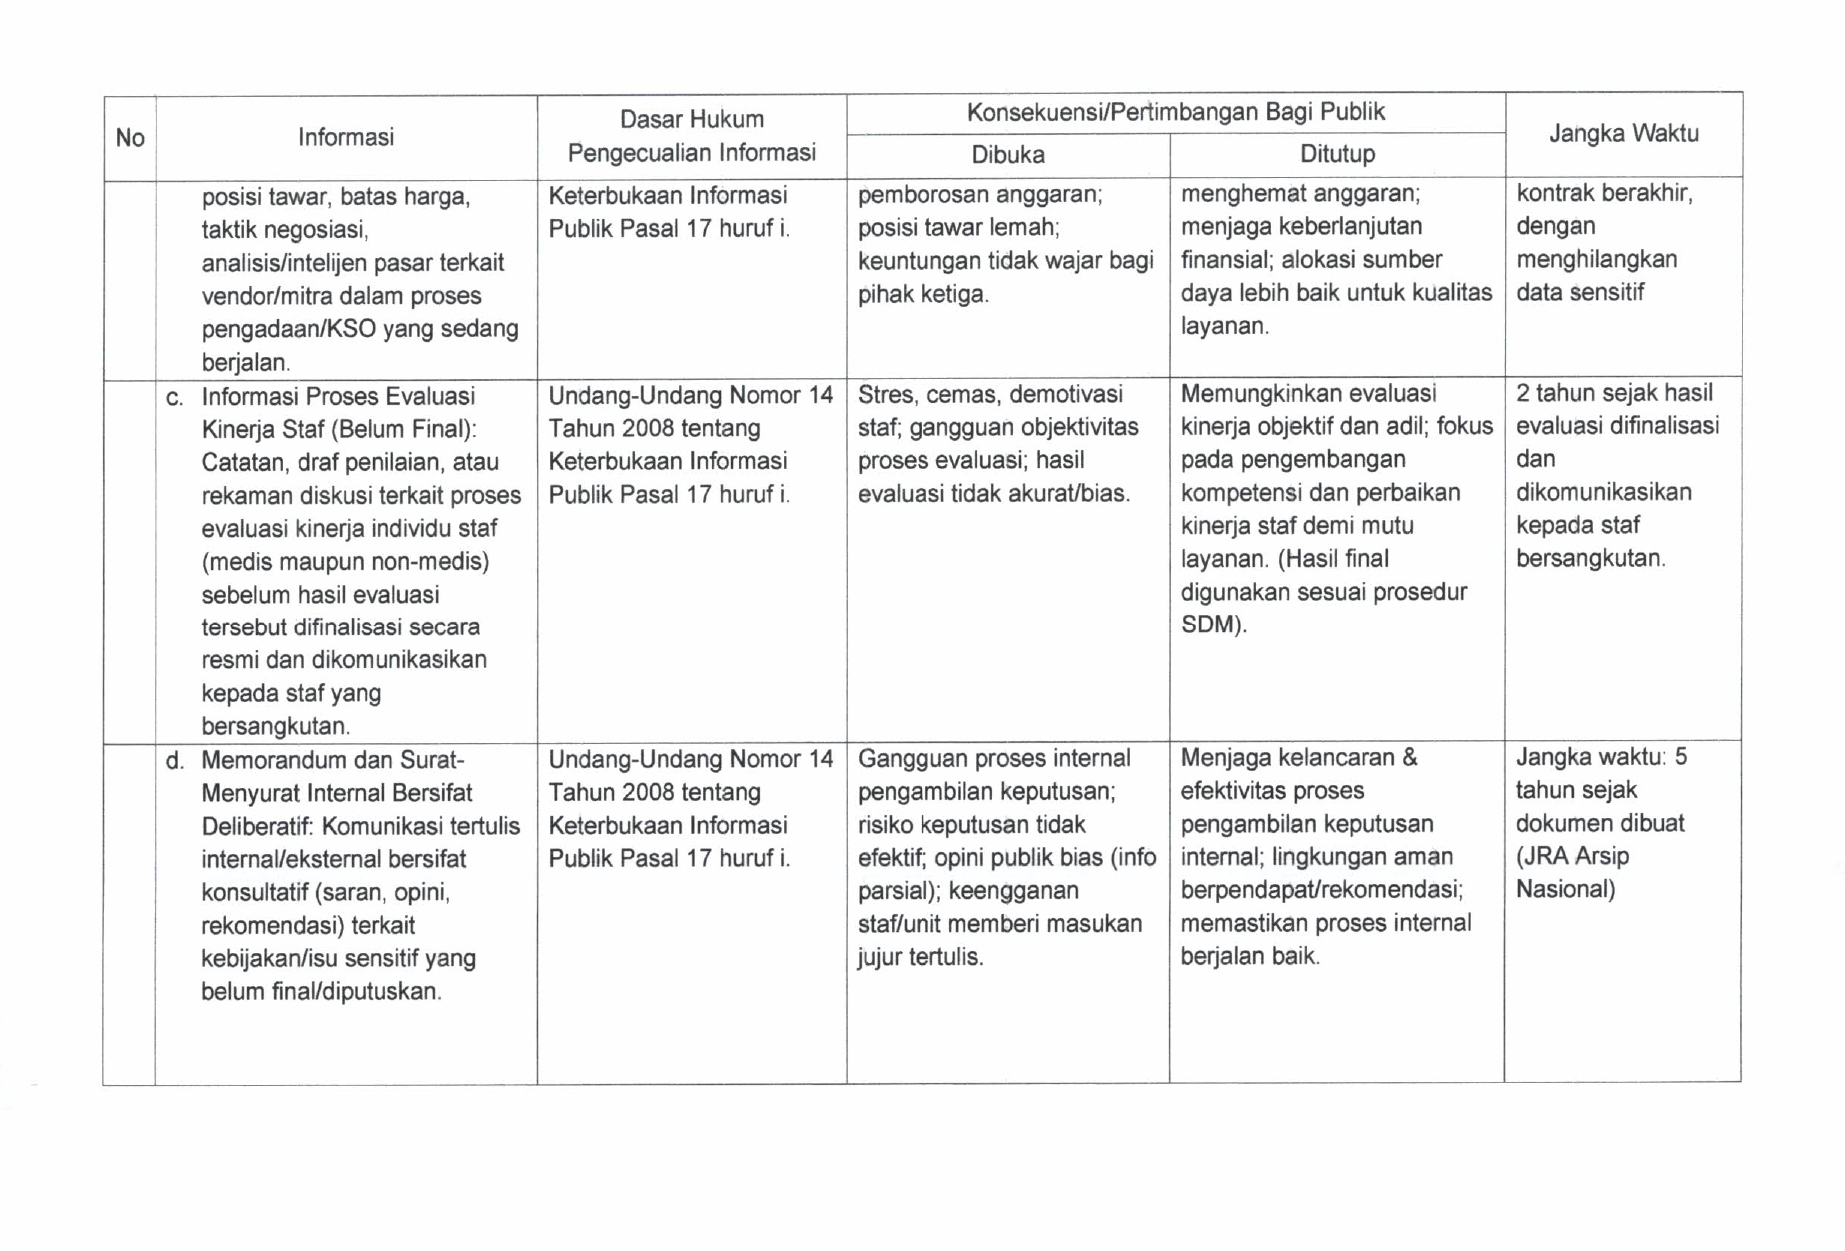 No
Informasi
Dasar Hukum
Pengecualian Informasi
Konsekuensi/Pertimbangan Bagi Publik
Dibuka
Ditutup
Jangka Waktu
posisi tawar, batas harga,
taktik negosiasi,
analisis/intelijen pasar terkait
vendor/mitra dalam proses
pengadaan/KSO yang sedang
berjalan.
Keterbukaan Informasi
Publik Pasal 17 huruf i.
pemborosan anggaran;
posisi tawar lemah;
keuntungan tidak wajar bagi
pihak ketiga.
menghemat anggaran;
menjaga keberlanjutan
finansial; alokasi sumber
daya lebih baik untuk kualitas
layanan.
kontrak berakhir,
dengan
menghilangkan
data sensitif
c. Informasi Proses Evaluasi
Kinerja Staf (Belum Final):
Catatan, draf penilaian, atau
rekaman diskusi terkait proses
evaluasi kinerja individu staf
(medis maupun non-medis)
sebelum hasil evaluasi
tersebut difinalisasi secara
resmi dan dikomunikasikan
kepada staf yang
bersangkutan.
Undang-Undang Nomor 14
Tahun 2008 tentang
Keterbukaan Informasi
Publik Pasal 17 huruf i.
Stres, cemas, demotivasi
staf; gangguan objektivitas
proses evaluasi; hasil
evaluasi tidak akurat/bias.
Memungkinkan evaluasi
kinerja objektif dan adil; fokus
pada pengembangan
kompetensi dan perbaikan
kinerja staf demi mutu
layanan. (Hasil final
digunakan sesuai prosedur
SDM).
2 tahun sejak hasil
evaluasi difinalisasi
dan
dikomunikasikan
kepada staf
bersangkutan.
d. Memorandum dan Surat-
Menyurat Internal Bersifat
Deliberatif: Komunikasi tertulis
internal/eksternal bersifat
konsultatif (saran, opini,
rekomendasi) terkait
kebijakan/isu sensitif yang
belum final/diputuskan.
Undang-Undang Nomor 14
Tahun 2008 tentang
Keterbukaan Informasi
Publik Pasal 17 huruf i.
Gangguan proses internal
pengambilan keputusan;
risiko keputusan tidak
efektif; opini publik bias (info
parsial); keengganan
staf/unit memberi masukan
jujur tertulis.
Menjaga kelancaran &
efektivitas proses
pengambilan keputusan
internal; lingkungan aman
berpendapat/rekomendasi;
memastikan proses internal
berjalan baik.
Jangka waktu: 5
tahun sejak
dokumen dibuat
(JRA Arsip
Nasional)